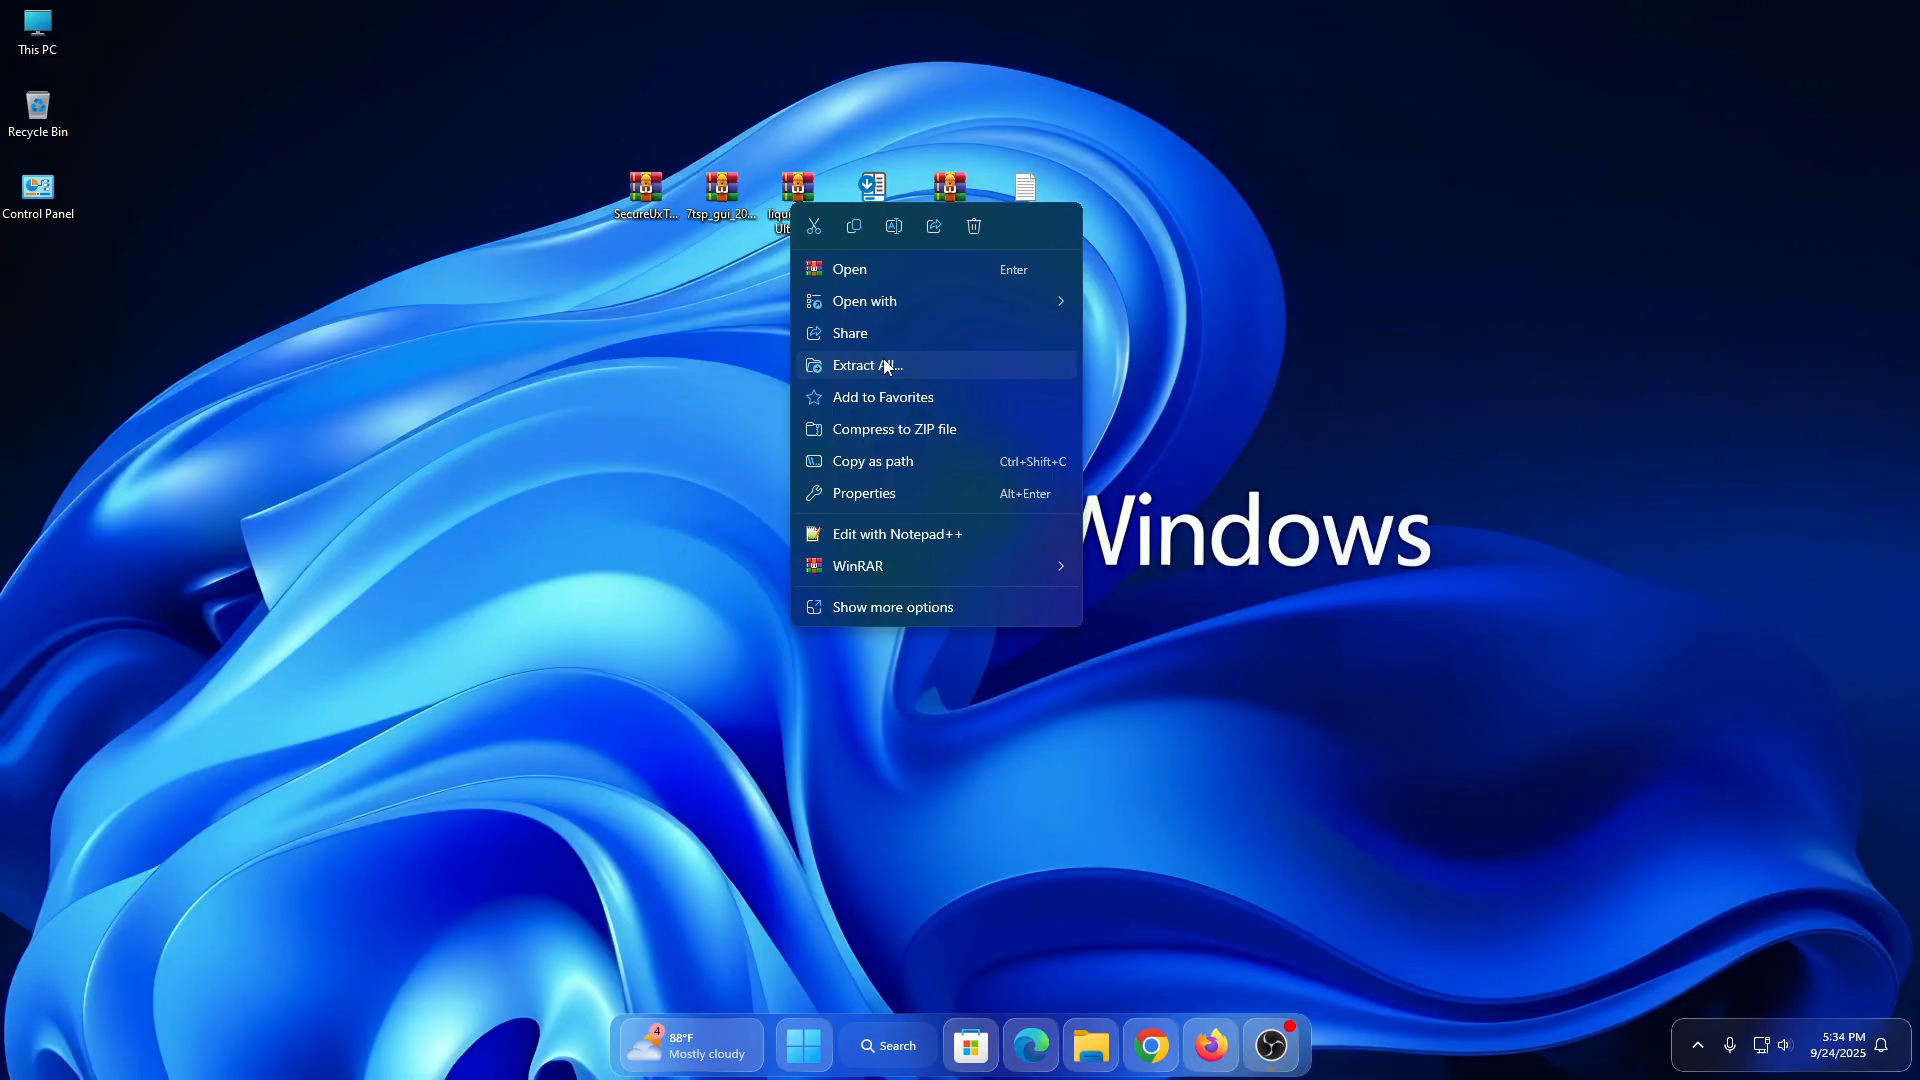 This PC
Recycle Bin
Control Panel
SecureUxT...
7tsp_gui_20...
Open Enter
Open with
Share
Extract All...
Add to Favorites
Compress to ZIP file
Copy as path Ctrl+Shift+C
Properties Alt+Enter
Edit with Notepad++
WinRAR
Show more options
Windows
4
88°F
Mostly cloudy
Search
5:34 PM
9/24/2025